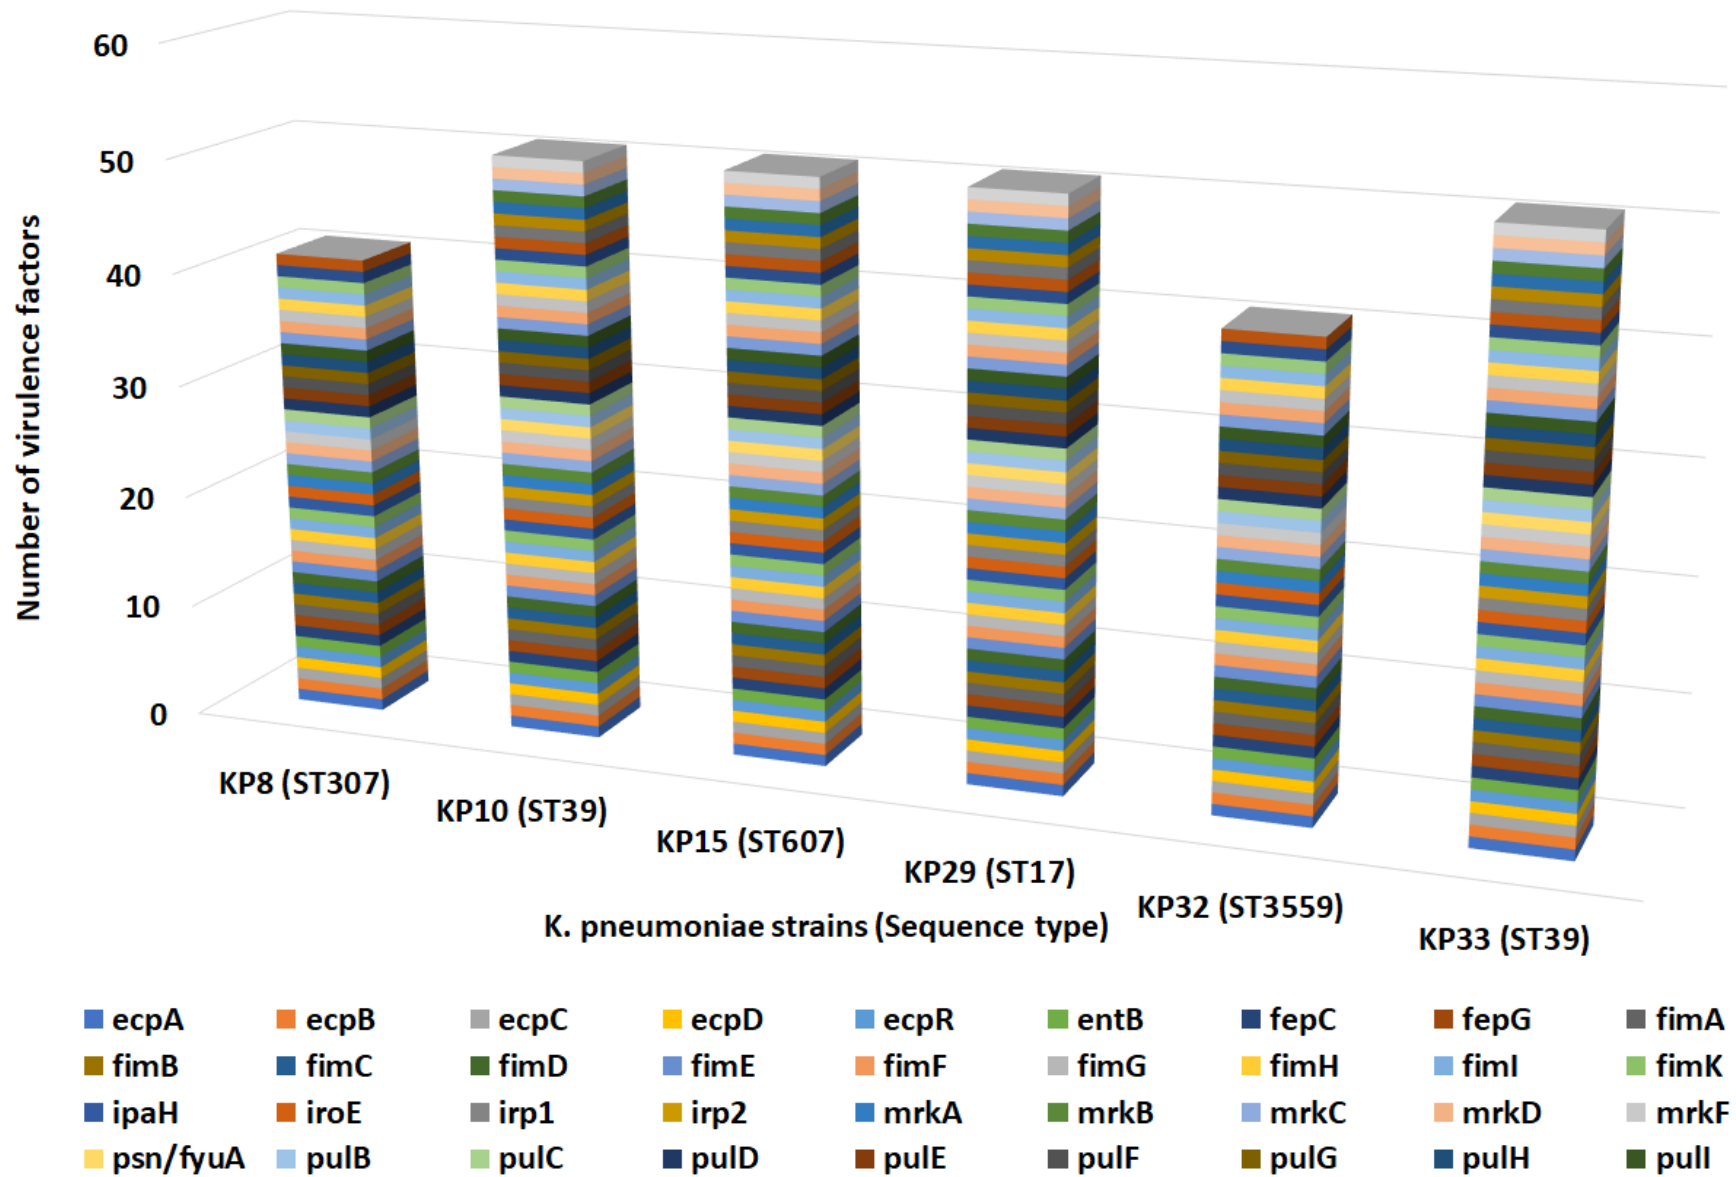 60
50
40
30
20
10
0
Number of virulence factors
KP8 (ST307)
KP10 (ST39)
KP15 (ST607)
KP29 (ST17)
KP32 (ST3559)
KP33 (ST39)
K. pneumoniae strains (Sequence type)
ecpA ecpB ecpC ecpD ecpR entB fepC fepG fimA
fimB fimC fimD fimE fimF fimG fimH fimI fimK
ipaH iroE irp1 irp2 mrkA mrkB mrkC mrkD mrkF
psn/fyuA pulB pulC pulD pulE pulF pulG pulH pulI